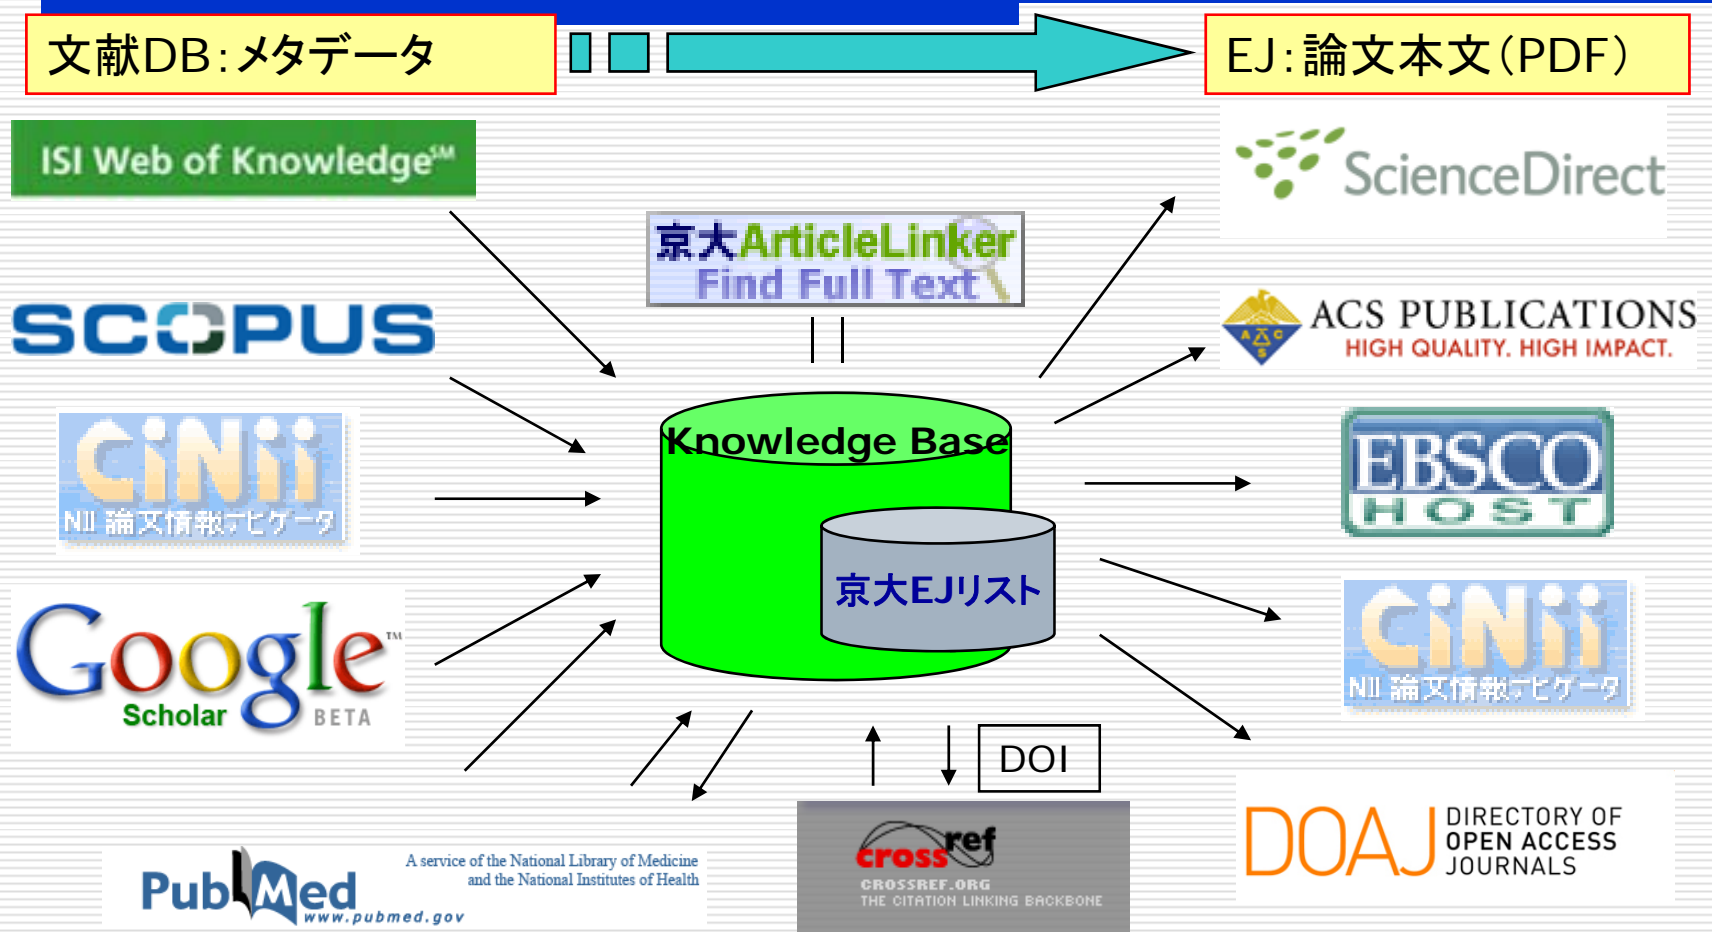 文献DB：メタデータ
EJ：論文本文（PDF）
ISI Web of Knowledge℠
ScienceDirect
京大ArticleLinker
Find Full Text
SCOPUS
ACS PUBLICATIONS
HIGH QUALITY. HIGH IMPACT.
A C S
CiNii
NII 論文情報ナビゲータ
Knowledge Base
EBSCO
HOST
京大EJリスト
Google™
Scholar BETA
CiNii
NII 論文情報ナビゲータ
DOI
PubMed
www.pubmed.gov
A service of the National Library of Medicine
and the National Institutes of Health
crossref
CROSSREF.ORG
THE CITATION LINKING BACKBONE
DOAJ
DIRECTORY OF
OPEN ACCESS
JOURNALS